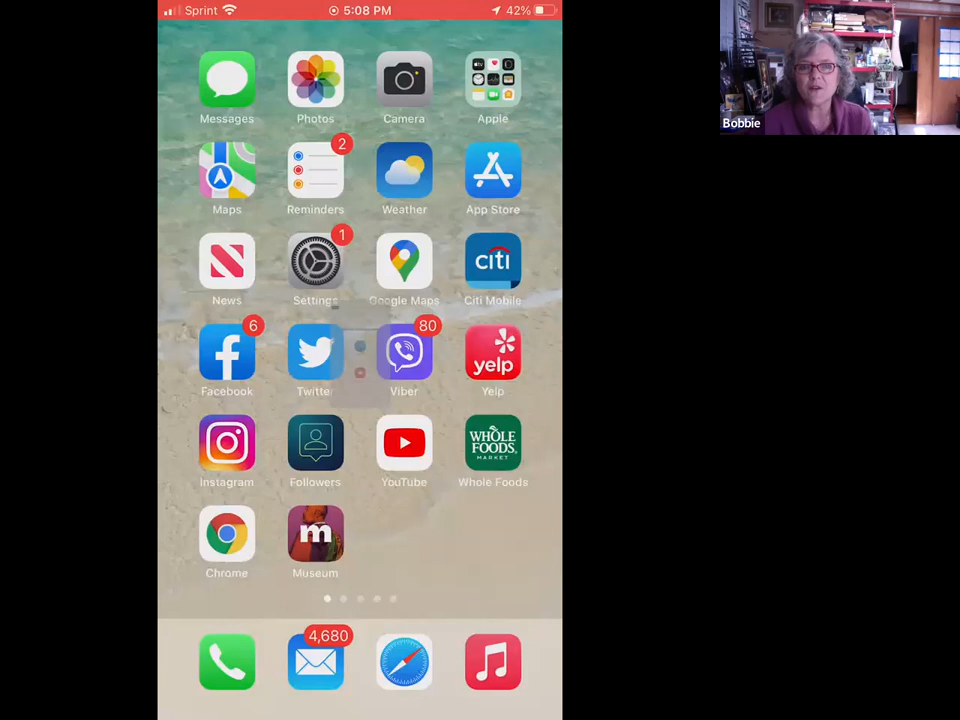 Sprint 5:08 PM 42%
Messages Photos Camera Apple
2
Maps Reminders Weather App Store
1
citi
News Settings Google Maps Citi Mobile
6 80
yelp
Facebook Twitter Viber Yelp
WHOLE
FOODS
MARKET
Instagram Followers YouTube Whole Foods
m
Chrome Museum
4,680
Bobbie